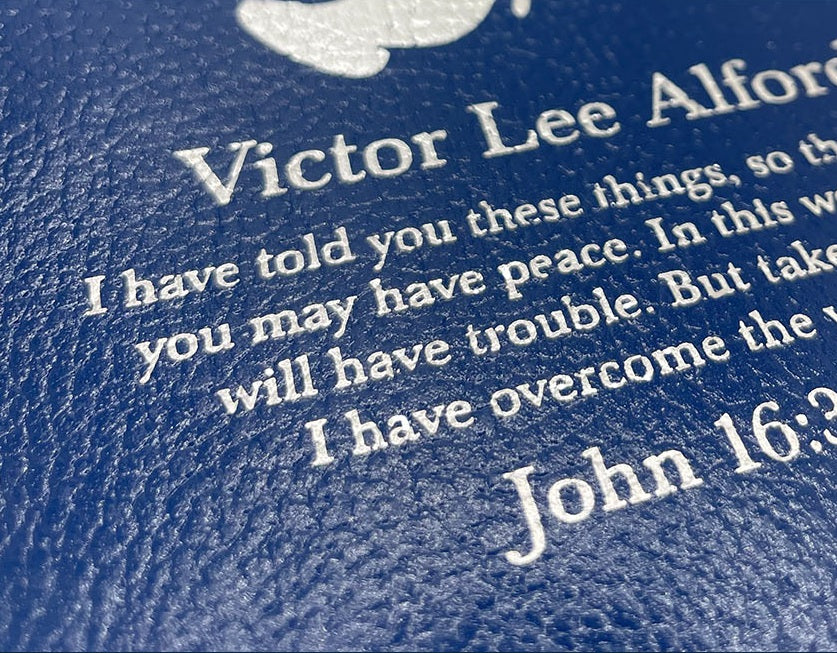 Victor Lee Alford
I have told you these things, so th
you may have peace. In this w
will have trouble. But take
I have overcome the
John 16:3